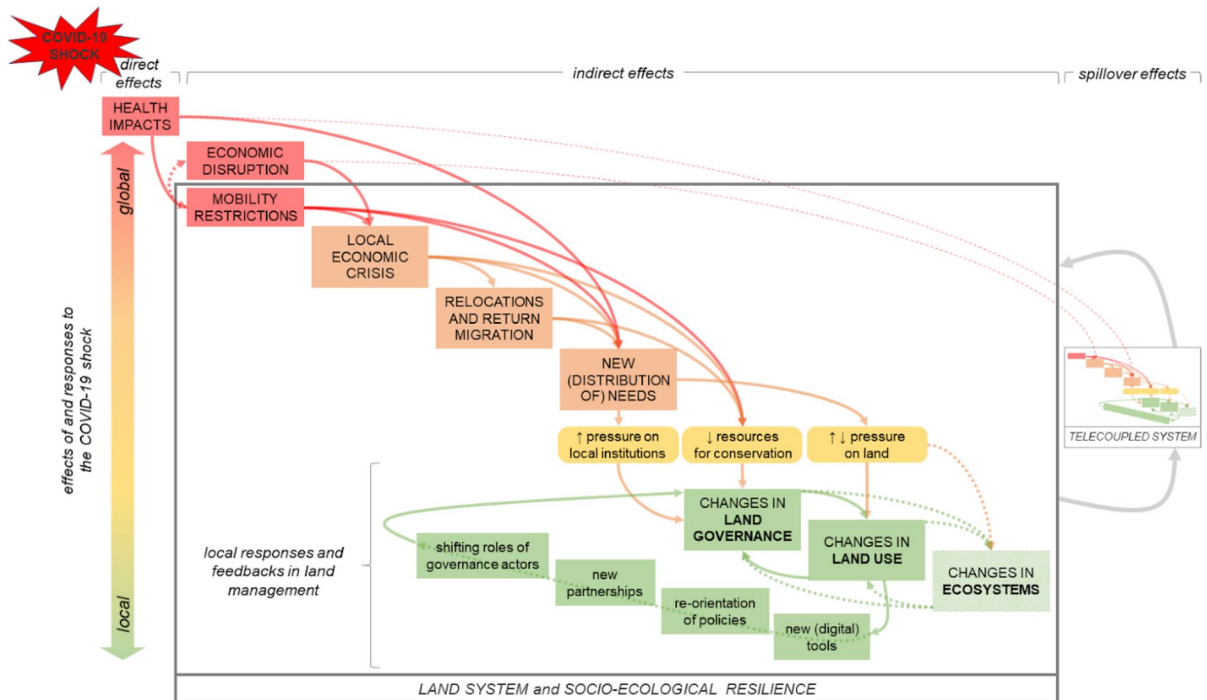 COVID-19
SHOCK
direct
effects
indirect effects
spillover effects
HEALTH
IMPACTS
ECONOMIC
DISRUPTION
global
MOBILITY
RESTRICTIONS
LOCAL
ECONOMIC
CRISIS
RELOCATIONS
AND RETURN
MIGRATION
effects of and responses to
the COVID-19 shock
NEW
(DISTRIBUTION
OF) NEEDS
TELECOUPLED SYSTEM
↑ pressure on
local institutions
↓ resources
for conservation
↑ ↓ pressure
on land
CHANGES IN
LAND
GOVERNANCE
local responses and
feedbacks in land
management
shifting roles of
governance actors
CHANGES IN
LAND USE
new
partnerships
CHANGES IN
ECOSYSTEMS
re-orientation
of policies
local
new (digital)
tools
LAND SYSTEM and SOCIO-ECOLOGICAL RESILIENCE